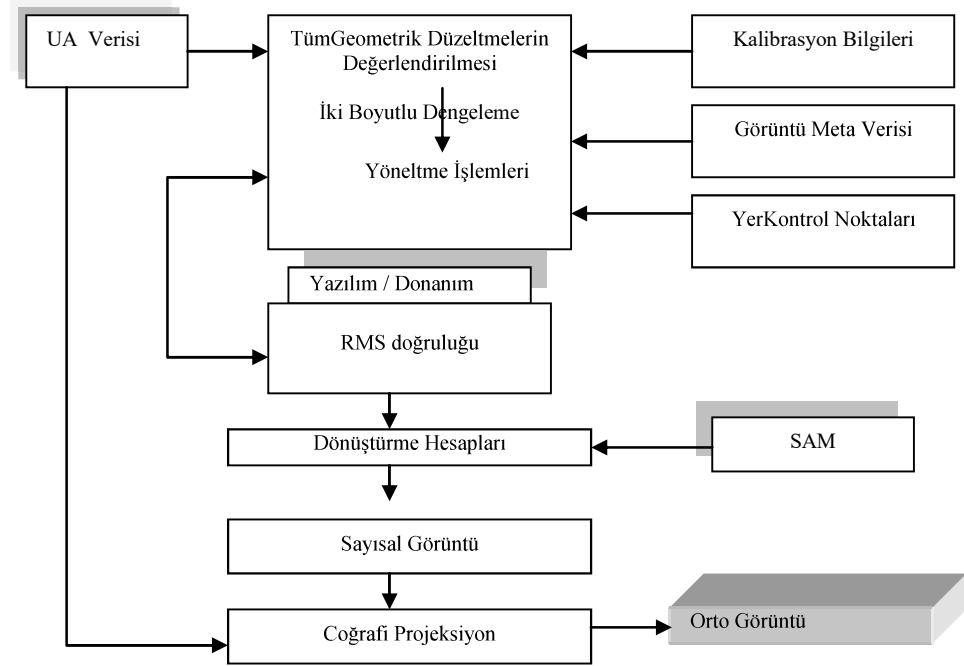 UA Verisi
TümGeometrik Düzeltmelerin
Değerlendirilmesi
Kalibrasyon Bilgileri
İki Boyutlu Dengeleme
Görüntü Meta Verisi
Yöneltme İşlemleri
YerKontrol Noktaları
Yazılım / Donanım
RMS doğruluğu
Dönüştürme Hesapları
SAM
Sayısal Görüntü
Coğrafi Projeksiyon
Orto Görüntü